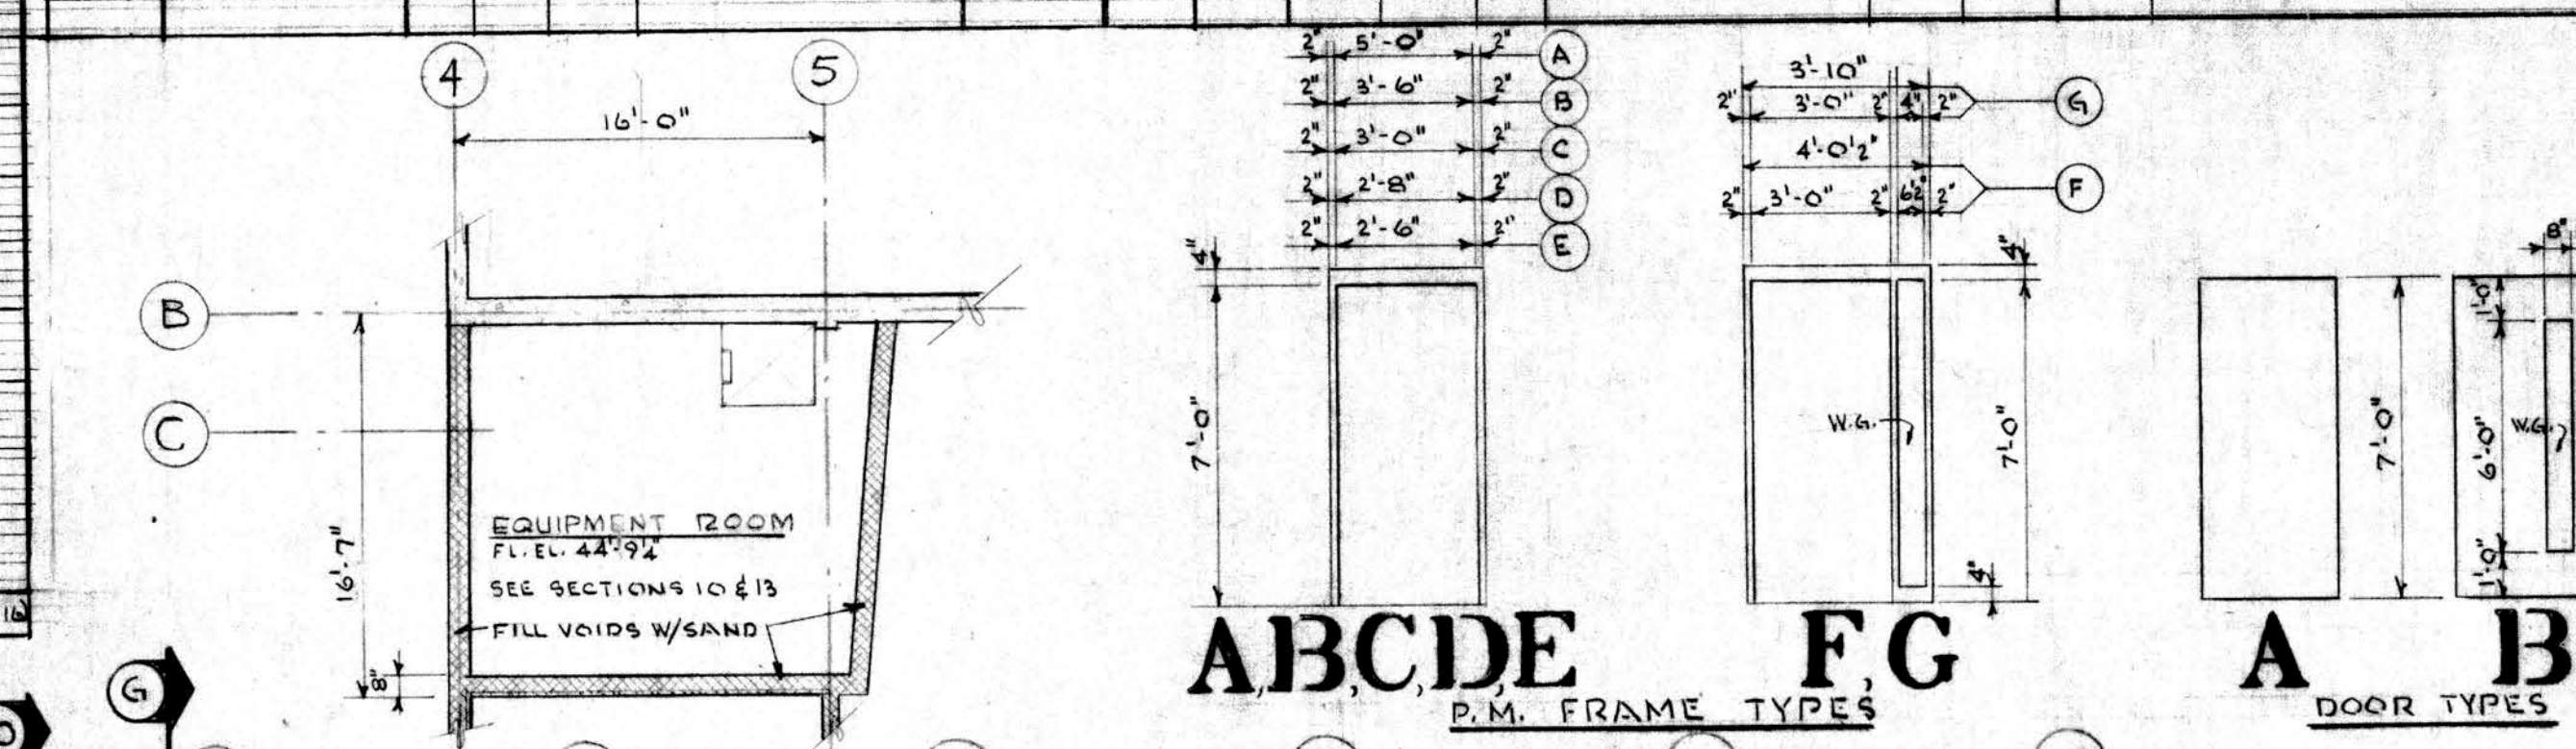 4
5
16'-0"
B
C
16'-7"
8"
EQUIPMENT ROOM
FL. EL. 44'-9¼"
SEE SECTIONS 10 & 13
FILL VOIDS W/SAND
16
G
2" 5'-0" 2" A
2" 3'-6" 2" B
2" 3'-0" 2" C
2" 2'-8" 2" D
2" 2'-6" 2" E
4"
7'-0"
A,B,C,D,E
3'-10"
2" 3'-0" 2" 4" 2" G
4'-0½"
2" 3'-0" 2" 6½" 2" F
4"
W.G.
7'-0"
4"
F,G
P.M. FRAME TYPES
7'-0"
A
8"
1'-0"
6'-0"
W.G.
1'-0"
B
DOOR TYPES